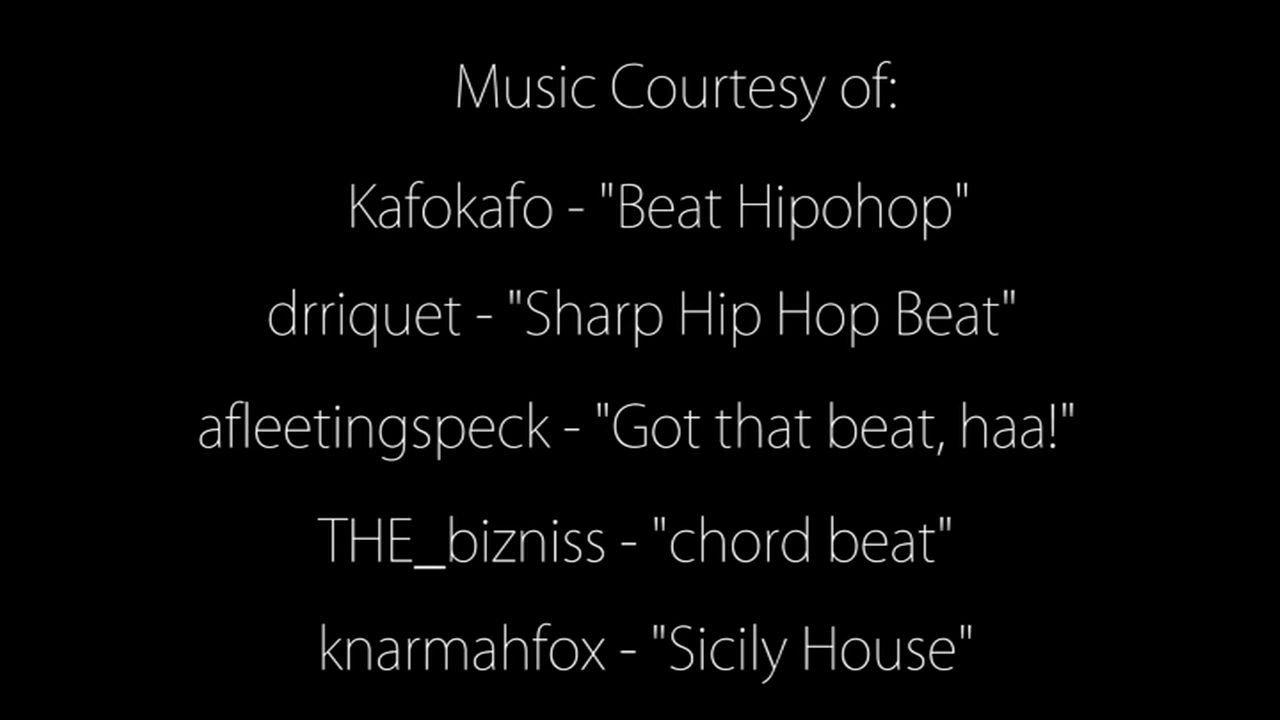 Music Courtesy of:
Kafokafo - "Beat Hipohop"
drriquet - "Sharp Hip Hop Beat"
afleetingspeck - "Got that beat, haa!"
THE_bizniss - "chord beat"
knarmahfox - "Sicily House"